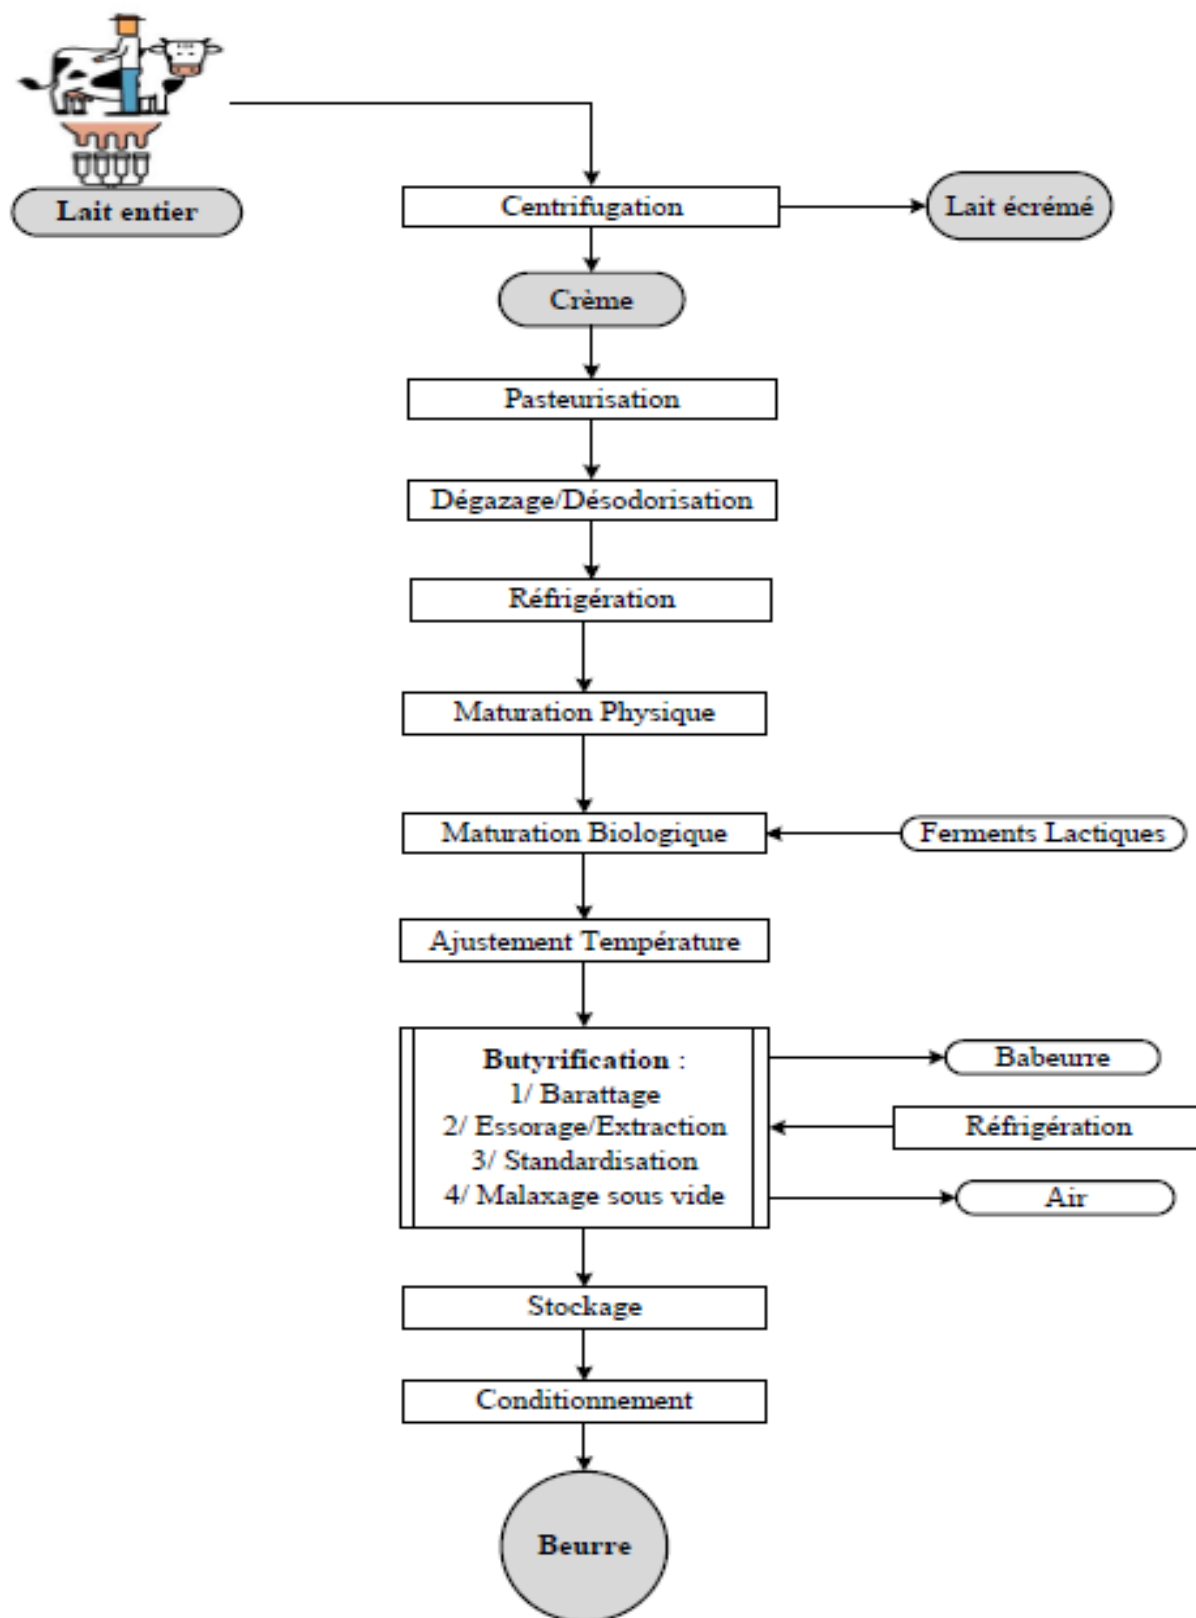 Lait entier
Centrifugation
Lait écrémé
Crème
Pasteurisation
Dégazage/Désodorisation
Réfrigération
Maturation Physique
Maturation Biologique
Ferments Lactiques
Ajustement Température
Butyrification :
1/ Barattage
2/ Essorage/Extraction
3/ Standardisation
4/ Malaxage sous vide
Babeurre
Réfrigération
Air
Stockage
Conditionnement
Beurre